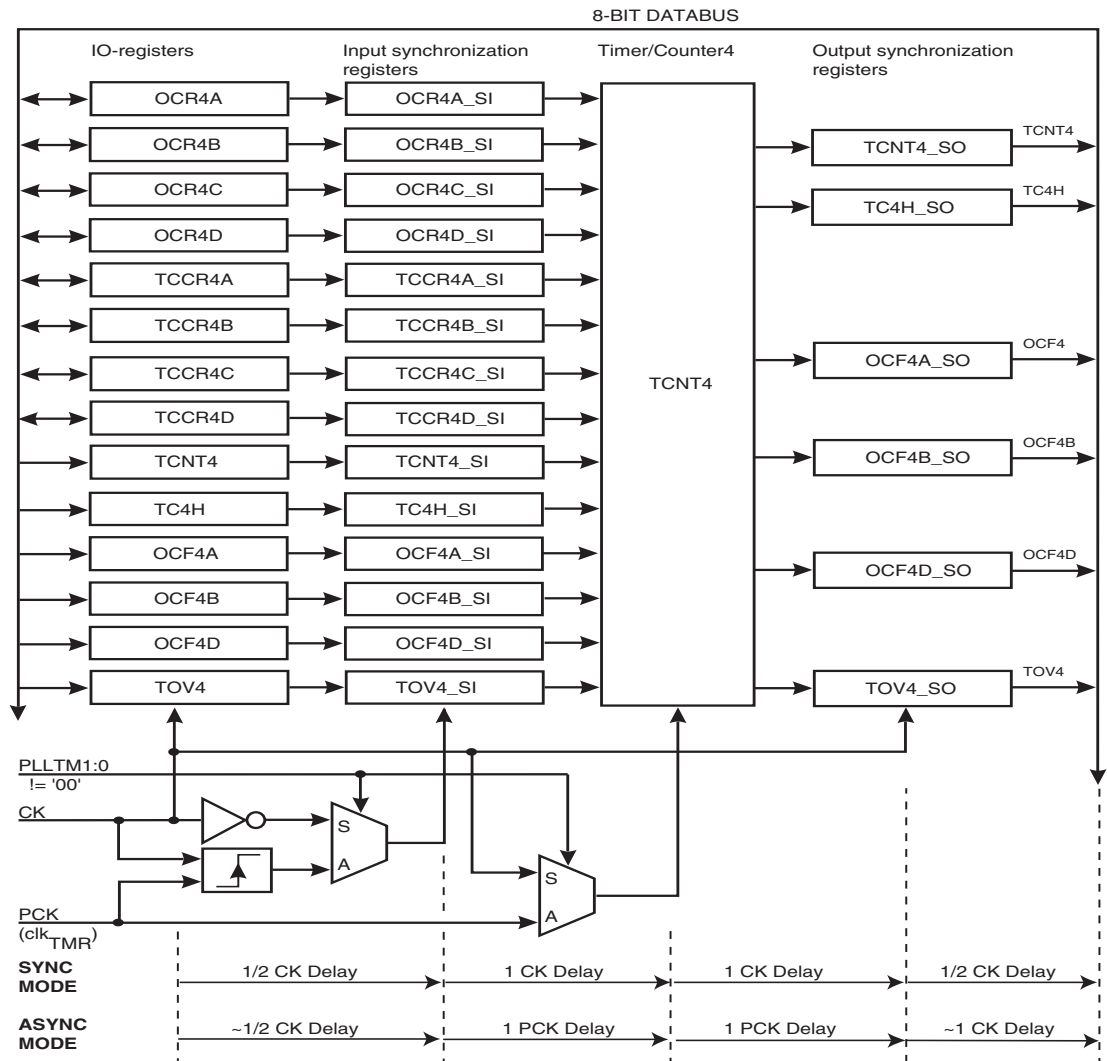 8-BIT DATABUS
IO-registers
Input synchronization
registers
Timer/Counter4
Output synchronization
registers
OCR4A
OCR4A_SI
OCR4B
OCR4B_SI
OCR4C
OCR4C_SI
OCR4D
OCR4D_SI
TCCR4A
TCCR4A_SI
TCCR4B
TCCR4B_SI
TCCR4C
TCCR4C_SI
TCCR4D
TCCR4D_SI
TCNT4
TCNT4_SI
TC4H
TC4H_SI
OCF4A
OCF4A_SI
OCF4B
OCF4B_SI
OCF4D
OCF4D_SI
TOV4
TOV4_SI
TCNT4
TCNT4_SO
TCNT4
TC4H_SO
TC4H
OCF4A_SO
OCF4
OCF4B_SO
OCF4B
OCF4D_SO
OCF4D
TOV4_SO
TOV4
PLLTM1:0
!= '00'
CK
S
A
S
A
PCK
(clkTMR)
SYNC
MODE
1/2 CK Delay
1 CK Delay
1 CK Delay
1/2 CK Delay
ASYNC
MODE
~1/2 CK Delay
1 PCK Delay
1 PCK Delay
~1 CK Delay